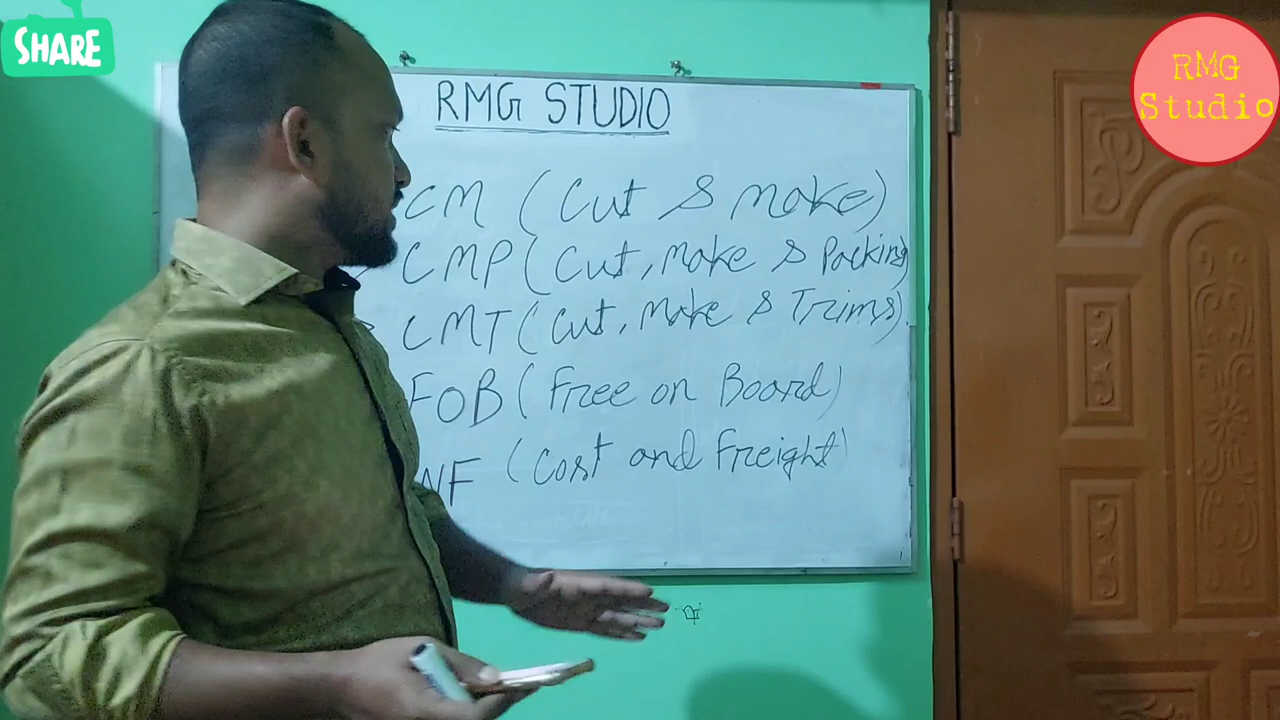 SHARE
RMG
Studio
RMG STUDIO
CM (Cut & Make)
CMP (Cut, Make & Packing)
CMT (Cut, Make & Trims)
FOB (Free on Board)
NF (Cost and Freight)